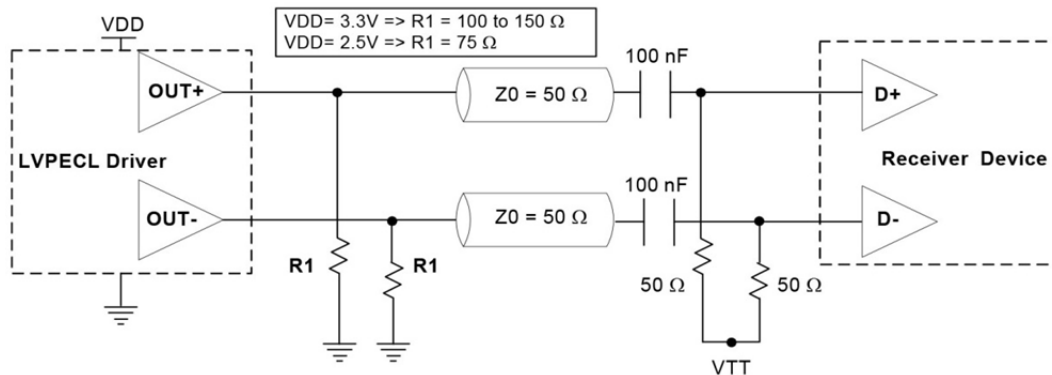 VDD= 3.3V => R1 = 100 to 150 Ω
VDD= 2.5V => R1 = 75 Ω
VDD
100 nF
OUT+
Z0 = 50 Ω
D+
LVPECL Driver
Receiver Device
100 nF
OUT-
Z0 = 50 Ω
D-
R1
R1
50 Ω
50 Ω
VTT